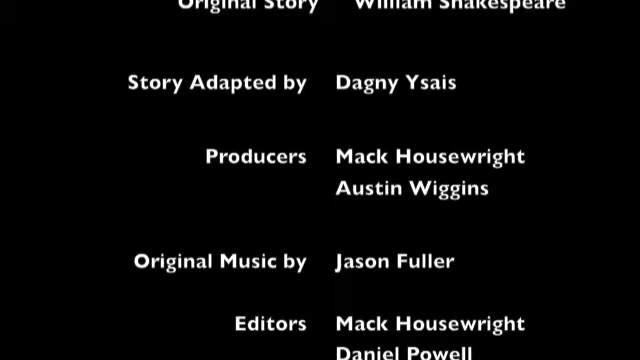 Original Story William Shakespeare
Story Adapted by Dagny Ysais
Producers Mack Housewright
Austin Wiggins
Original Music by Jason Fuller
Editors Mack Housewright
Daniel Powell